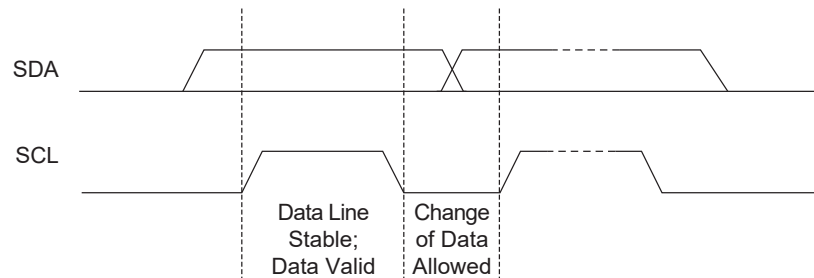 SDA
SCL
Data Line
Stable;
Data Valid
Change
of Data
Allowed